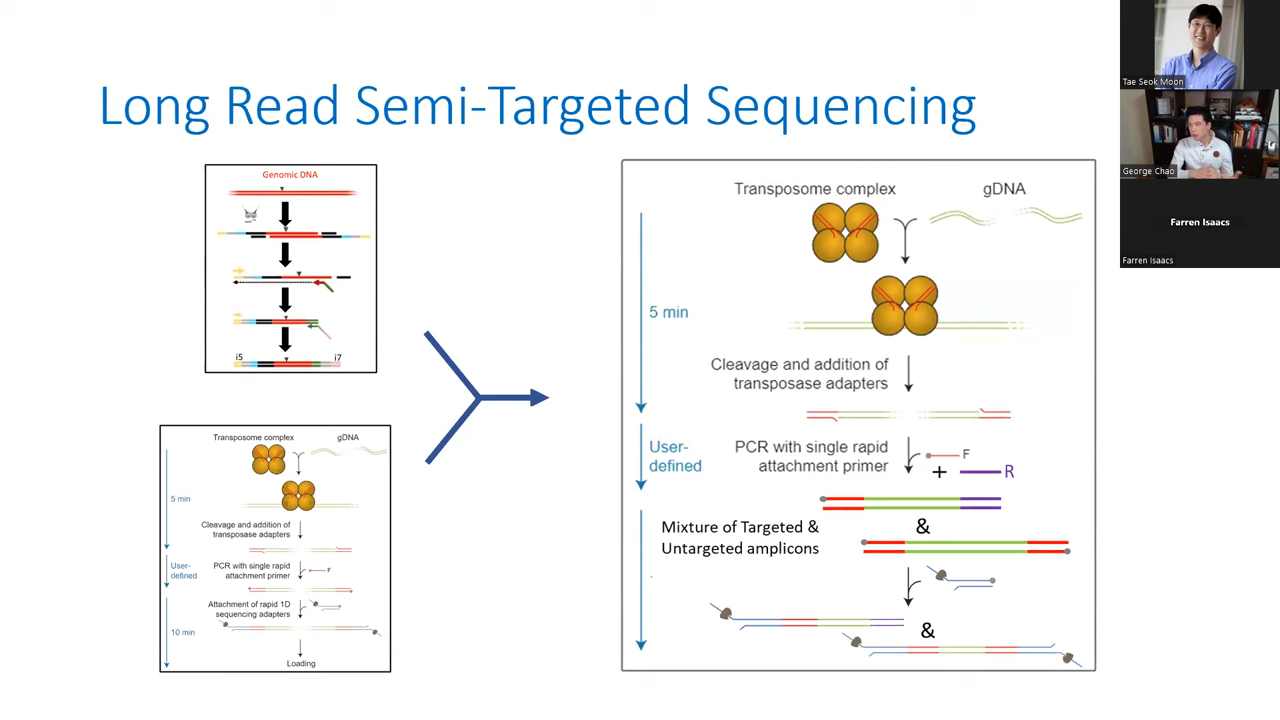 Long Read Semi-Targeted Sequencing
Genomic DNA
i5
i7
Transposome complex
gDNA
5 min
Cleavage and addition of
transposase adapters
User-
defined
PCR with single rapid
attachment primer
F
Attachment of rapid 1D
sequencing adapters
10 min
Loading
Transposome complex
gDNA
5 min
Cleavage and addition of
transposase adapters
User-
defined
PCR with single rapid
attachment primer
F
+
R
&
Mixture of Targeted &
Untargeted amplicons
&
Tae Seok Moon
George Chao
Farren Isaacs
Farren Isaacs